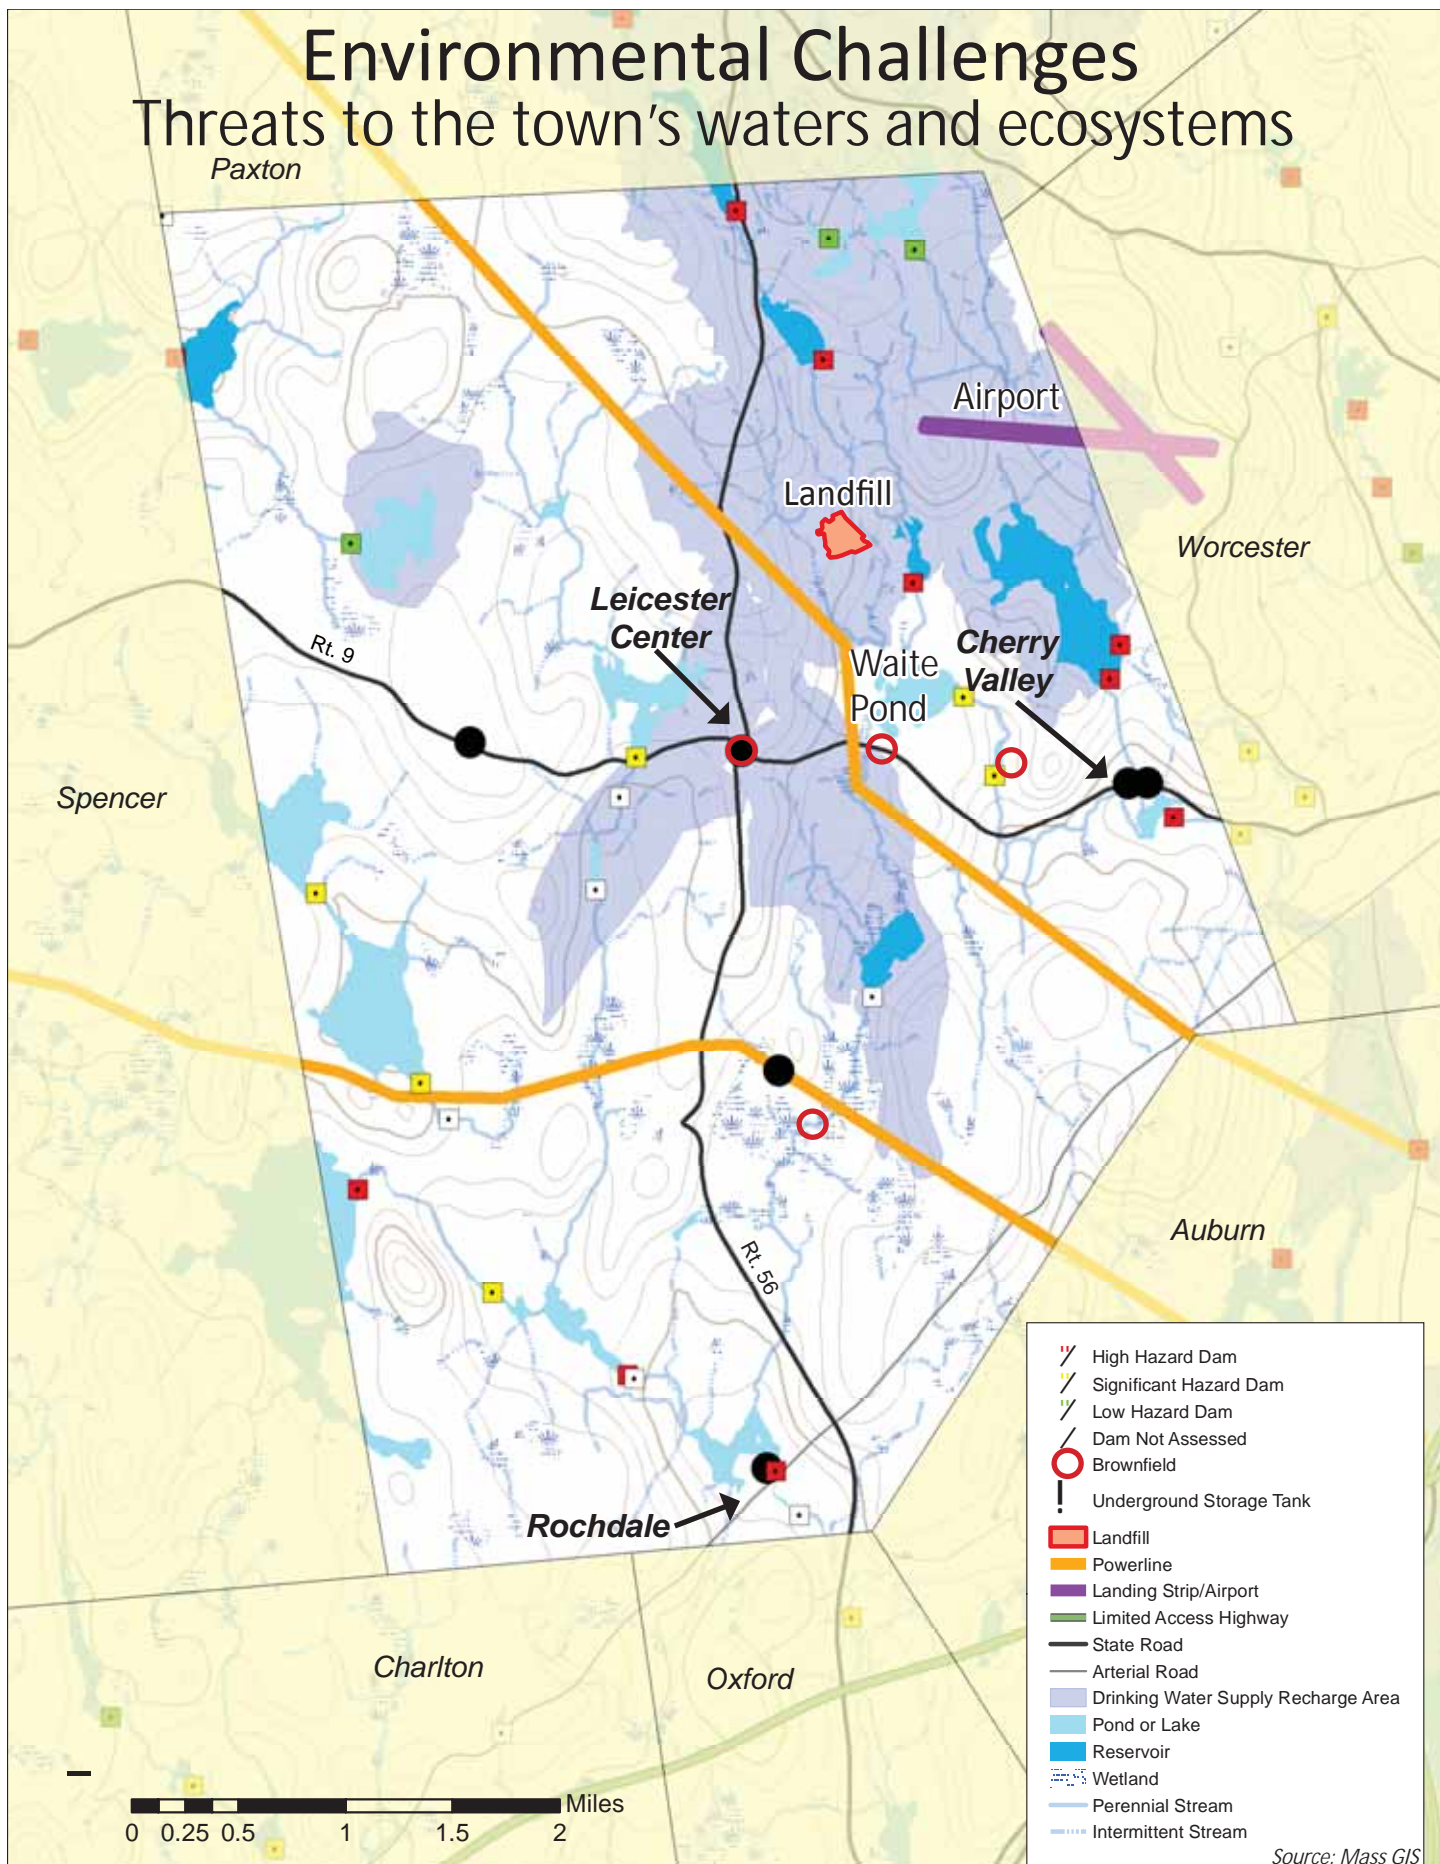 Environmental Challenges
Threats to the town's waters and ecosystems
Paxton
Airport
Landfill
Worcester
Leicester
Center
Rt. 9
Cherry
Valley
Waite
Pond
Spencer
Auburn
Rt. 56
Rochdale
Charlton
Oxford
High Hazard Dam
Significant Hazard Dam
Low Hazard Dam
Dam Not Assessed
Brownfield
Underground Storage Tank
Landfill
Powerline
Landing Strip/Airport
Limited Access Highway
State Road
Arterial Road
Drinking Water Supply Recharge Area
Pond or Lake
Reservoir
Wetland
Perennial Stream
Intermittent Stream
Miles
0 0.25 0.5 1 1.5 2
Source: Mass GIS